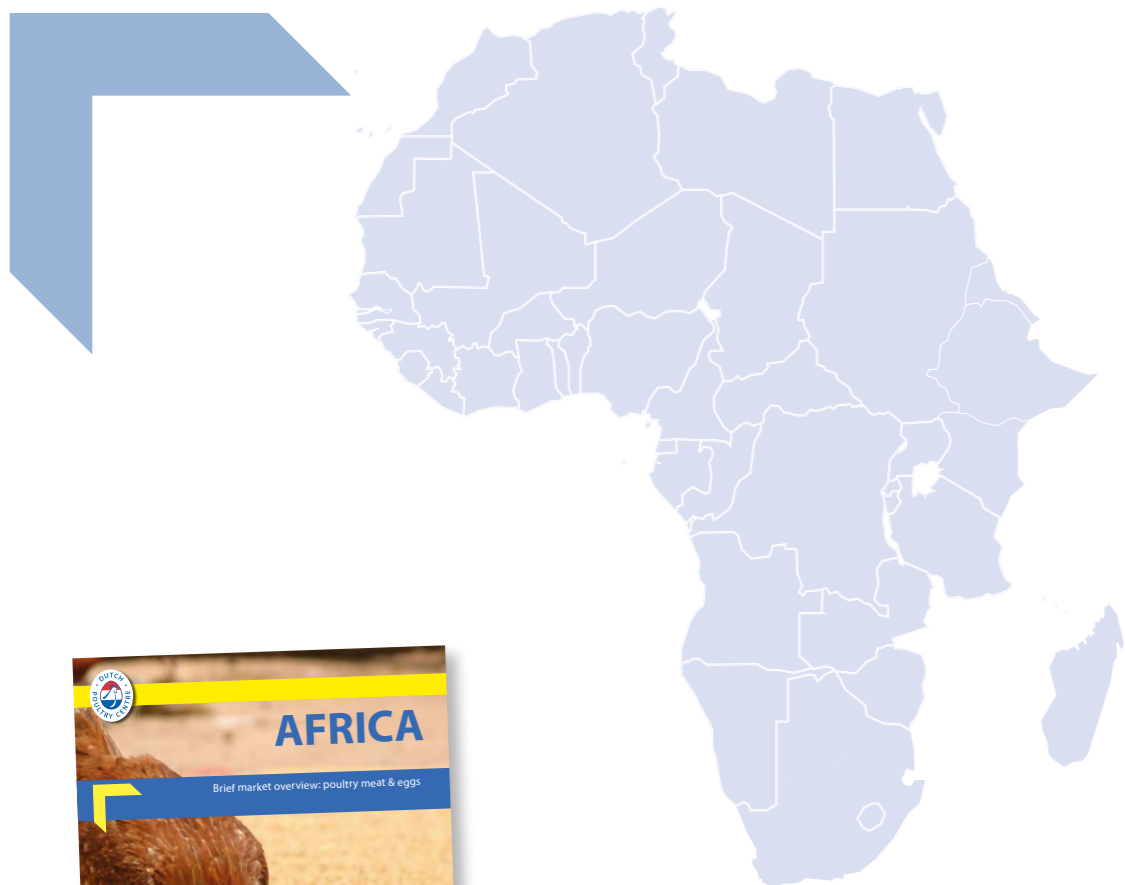 DUTCH
POULTRY CENTRE
AFRICA
Brief market overview: poultry meat & eggs